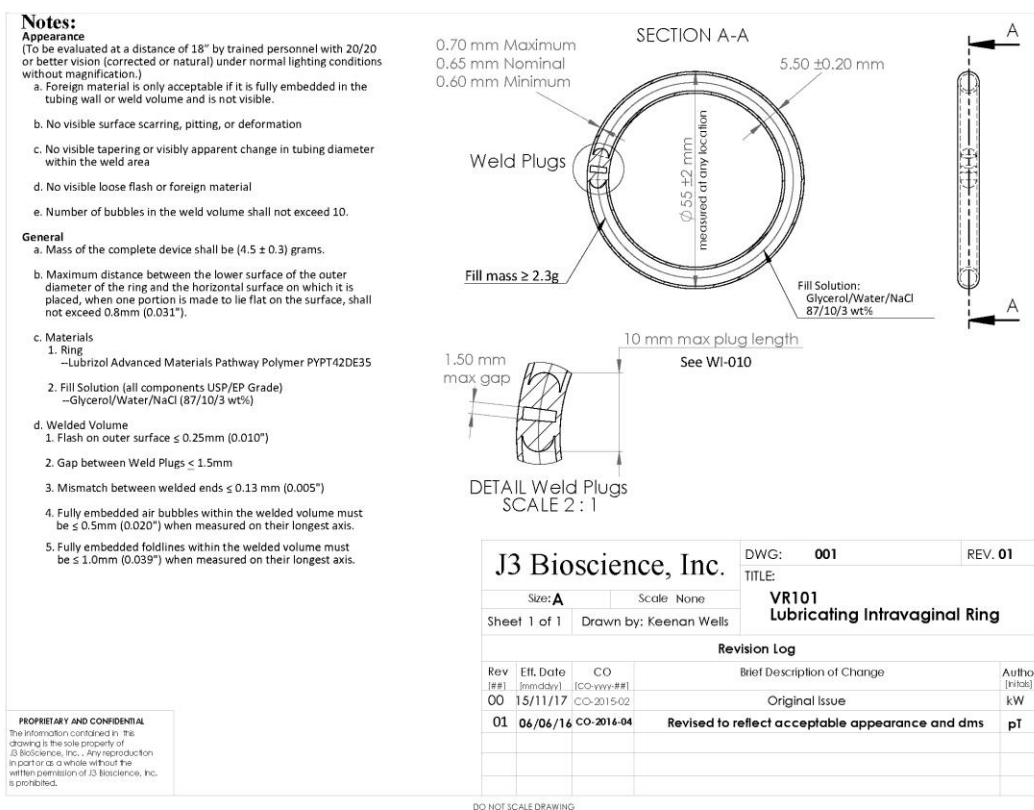 Notes:
Appearance
(To be evaluated at a distance of 18" by trained personnel with 20/20
or better vision (corrected or natural) under normal lighting conditions
without magnification.)
a. Foreign material is only acceptable if it is fully embedded in the
tubing wall or weld volume and is not visible.
b. No visible surface scarring, pitting, or deformation
c. No visible tapering or visibly apparent change in tubing diameter
within the weld area
d. No visible loose flash or foreign material
e. Number of bubbles in the weld volume shall not exceed 10.
General
a. Mass of the complete device shall be (4.5 ± 0.3) grams.
b. Maximum distance between the lower surface of the outer
diameter of the ring and the horizontal surface on which it is
placed, when one portion is made to lie flat on the surface, shall
not exceed 0.8mm (0.031").
c. Materials
1. Ring
--Lubrizol Advanced Materials Pathway Polymer PYPT42DE35
2. Fill Solution (all components USP/EP Grade)
--Glycerol/Water/NaCl (87/10/3 wt%)
d. Welded Volume
1. Flash on outer surface ≤ 0.25mm (0.010")
2. Gap between Weld Plugs ≤ 1.5mm
3. Mismatch between welded ends ≤ 0.13 mm (0.005")
4. Fully embedded air bubbles within the welded volume must
be ≤ 0.5mm (0.020") when measured on their longest axis.
5. Fully embedded foldlines within the welded volume must
be ≤ 1.0mm (0.039") when measured on their longest axis.
SECTION A-A
0.70 mm Maximum
0.65 mm Nominal
0.60 mm Minimum
5.50 ±0.20 mm
Weld Plugs
Ø 55 ±2 mm
measured at any location
Fill mass ≥ 2.3g
Fill Solution:
Glycerol/Water/NaCl
87/10/3 wt%
A
A
10 mm max plug length
See WI-010
1.50 mm
max gap
DETAIL Weld Plugs
SCALE 2 : 1
J3 Bioscience, Inc.
DWG: 001
REV. 01
TITLE:
VR101
Lubricating Intravaginal Ring
Size: A
Scale None
Sheet 1 of 1
Drawn by: Keenan Wells
Revision Log
Rev Eff. Date CO Brief Description of Change Autho
[##] [mmddyy] [CO-yyyy-##] [Initials]
00 15/11/17 CO-2015-02 Original Issue kW
01 06/06/16 CO-2016-04 Revised to reflect acceptable appearance and dms pT
PROPRIETARY AND CONFIDENTIAL
The information contained in this
drawing is the sole property of
J3 BioScience, Inc.. Any reproduction
in part or as a whole without the
written permission of J3 Bioscience, Inc.
is prohibited.
DO NOT SCALE DRAWING